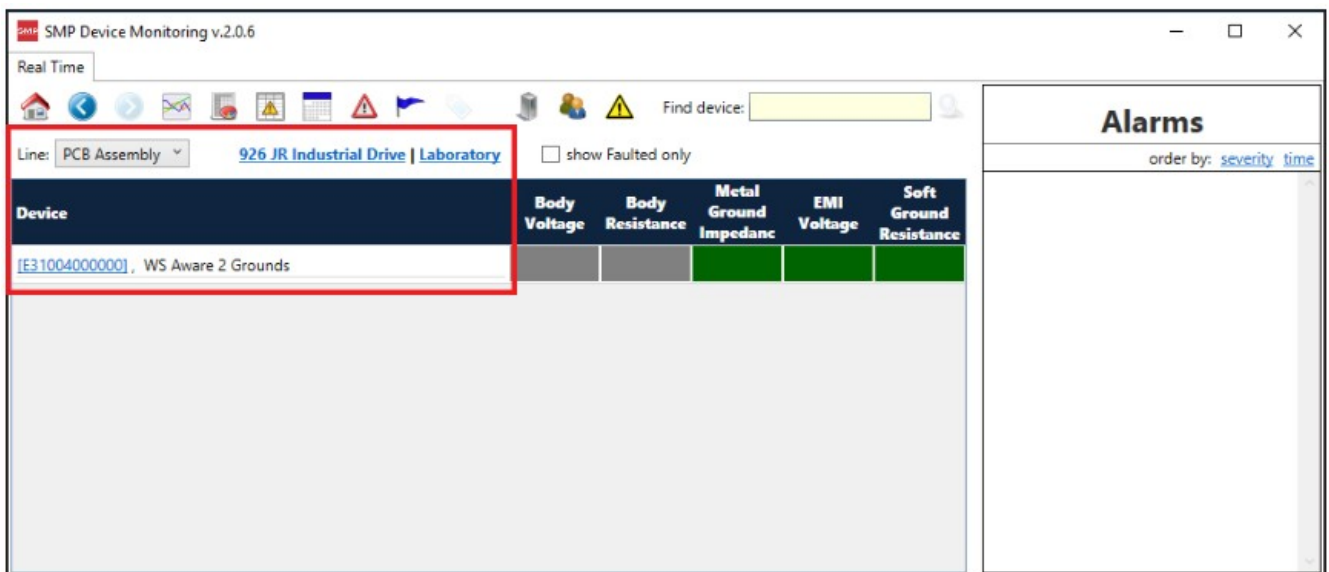 SMP SMP Device Monitoring v.2.0.6
Real Time
Find device:
Line: PCB Assembly 926 JR Industrial Drive | Laboratory show Faulted only
Device
Body
Voltage
Body
Resistance
Metal
Ground
Impedanc
EMI
Voltage
Soft
Ground
Resistance
[E31004000000] , WS Aware 2 Grounds
Alarms
order by: severity time